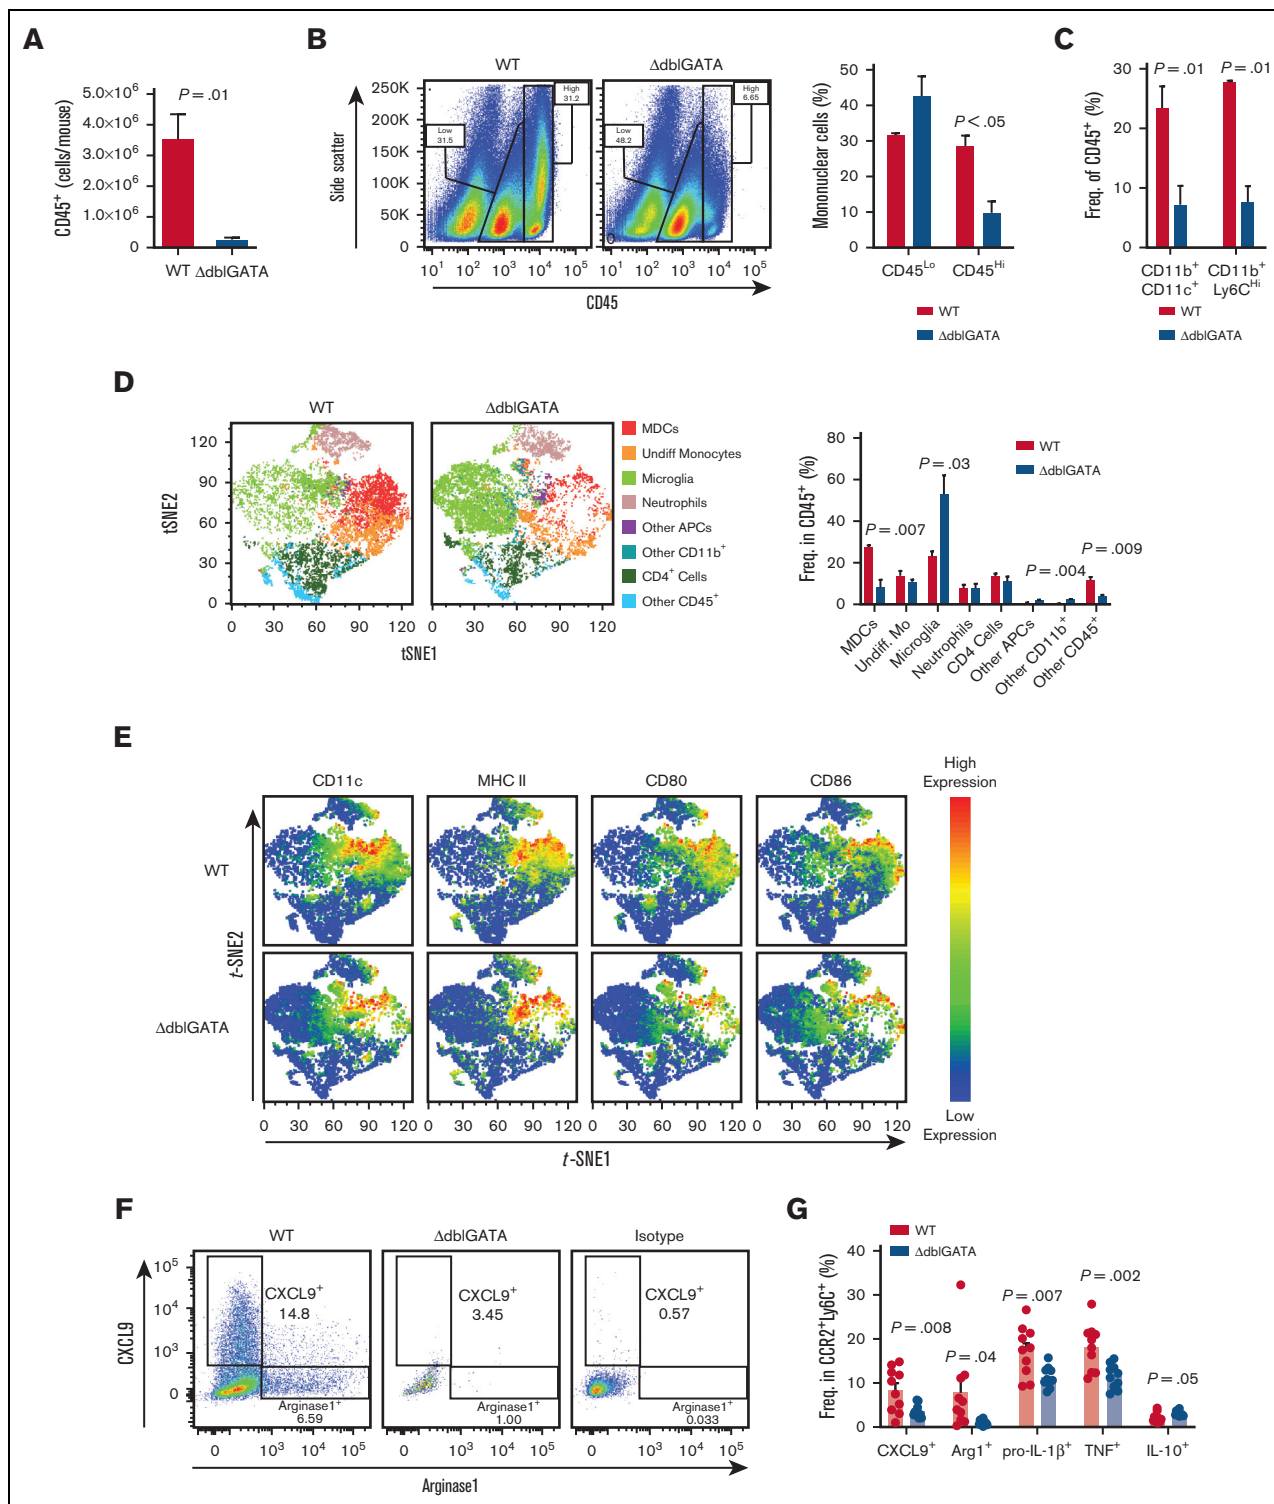 A
CD45⁺ (cells/mouse)
5.0×10⁶
4.0×10⁶
3.0×10⁶
2.0×10⁶
1.0×10⁶
0
P = .01
WT ΔdblGATA
B
WT
ΔdblGATA
Side scatter
250K
200K
150K
100K
50K
0
Low
31.5
High
31.2
Low
48.2
High
6.65
0
10¹ 10² 10³ 10⁴ 10⁵
10¹ 10² 10³ 10⁴ 10⁵
CD45
Mononuclear cells (%)
50
40
30
20
10
0
P < .05
CD45ᴸᵒ CD45ᴴⁱ
WT
ΔdblGATA
C
Freq. of CD45⁺ (%)
30
20
10
0
P = .01 P = .01
CD11b⁺ CD11b⁺
CD11c⁺ Ly6Cᴴⁱ
WT
ΔdblGATA
D
WT
ΔdblGATA
tSNE2
120
90
60
30
0
0 30 60 90 120
0 30 60 90 120
tSNE1
MDCs
Undiff Monocytes
Microglia
Neutrophils
Other APCs
Other CD11b⁺
CD4⁺ Cells
Other CD45⁺
Freq. in CD45⁺ (%)
80
60
40
20
0
WT
ΔdblGATA
P = .03
P = .007
P = .009
P = .004
MDCs
Undiff. Mo
Microglia
Neutrophils
CD4 Cells
Other APCs
Other CD11b⁺
Other CD45⁺
E
CD11c MHC II CD80 CD86
High
Expression
WT
ΔdblGATA
t-SNE2
Low
Expression
0 30 60 90 120 0 30 60 90 120 0 30 60 90 120 0 30 60 90 120
t-SNE1
F
WT ΔdblGATA Isotype
CXCL9
10⁵
10⁴
10³
0
CXCL9⁺
14.8
Arginase1⁺
6.59
CXCL9⁺
3.45
Arginase1⁺
1.00
CXCL9⁺
0.57
Arginase1⁺
0.033
0 10³ 10⁴ 10⁵ 0 10³ 10⁴ 10⁵ 0 10³ 10⁴ 10⁵
Arginase1
G
WT
ΔdblGATA
Freq. in CCR2⁺Ly6C⁺ (%)
40
30
20
10
0
P = .008
P = .04
P = .007
P = .002
P = .05
CXCL9⁺ Arg1⁺ pro-IL-1β⁺ TNF⁺ IL-10⁺